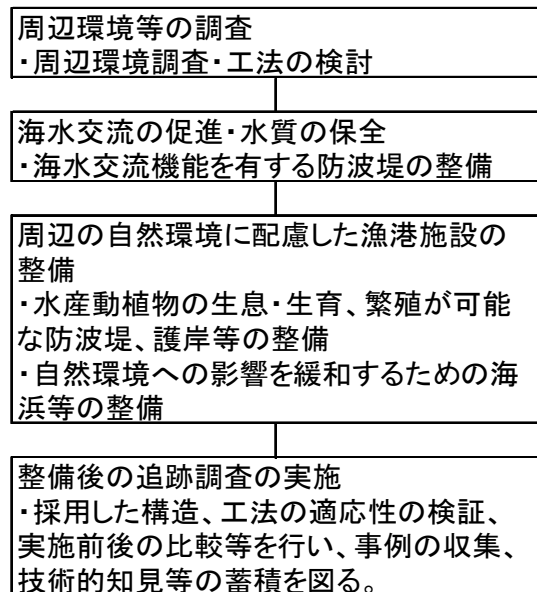 周辺環境等の調査
・周辺環境調査・工法の検討
海水交流の促進・水質の保全
・海水交流機能を有する防波堤の整備
周辺の自然環境に配慮した漁港施設の
整備
・水産動植物の生息・生育、繁殖が可能
な防波堤、護岸等の整備
・自然環境への影響を緩和するための海
浜等の整備
整備後の追跡調査の実施
・採用した構造、工法の適応性の検証、
実施前後の比較等を行い、事例の収集、
技術的知見等の蓄積を図る。